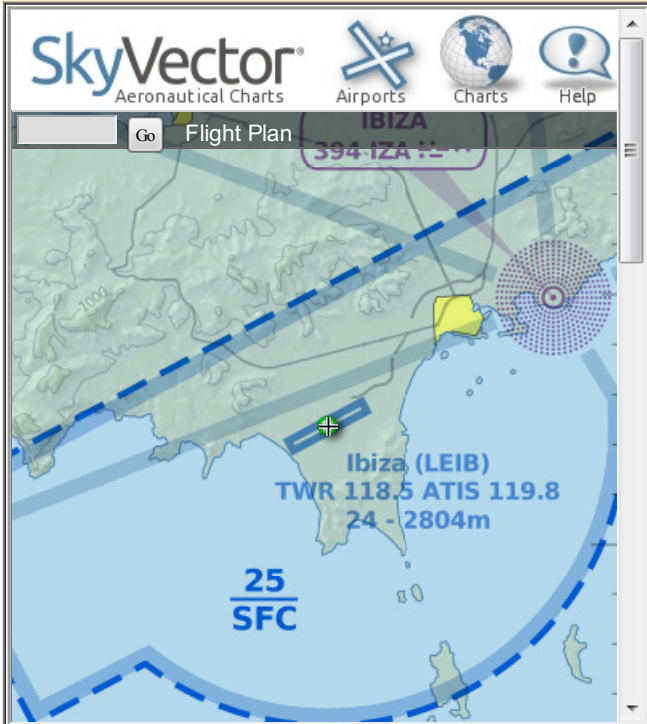 SkyVector®
Aeronautical Charts
Airports
Charts
Help
Go
Flight Plan
IBIZA
394 IZA
1000
Ibiza (LEIB)
TWR 118.5 ATIS 119.8
24 - 2804m
25
SFC